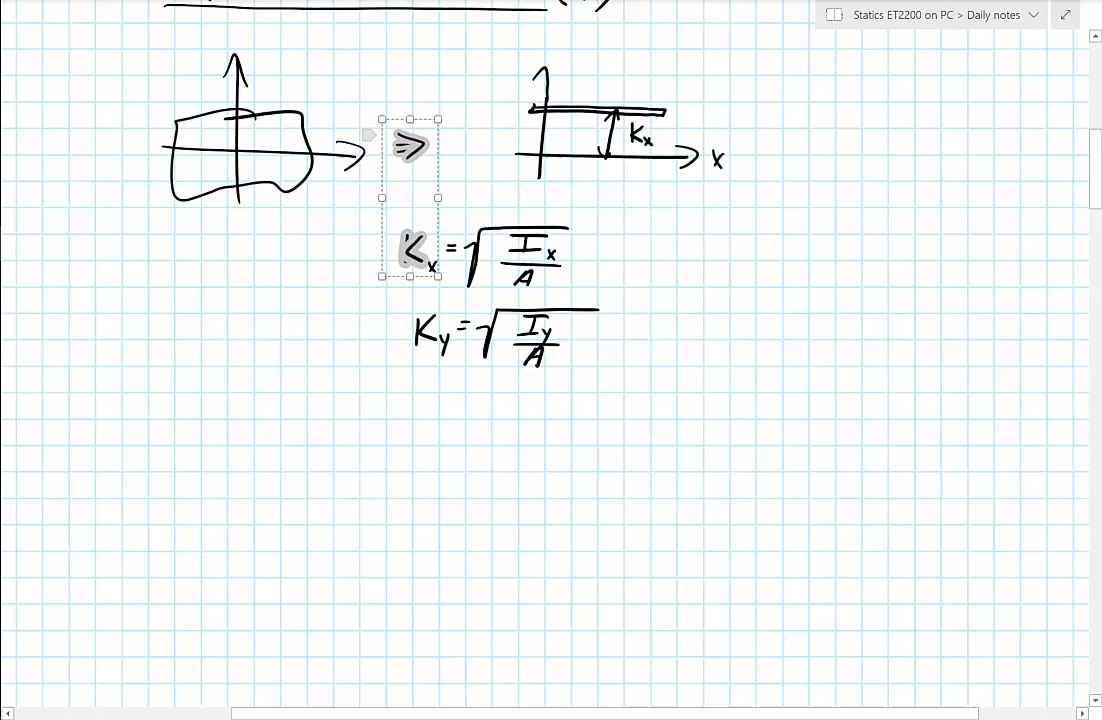 Statics ET2200 on PC > Daily notes
⇒
Kx
x
Kx = √(Ix/A)
Ky = √(Iy/A)